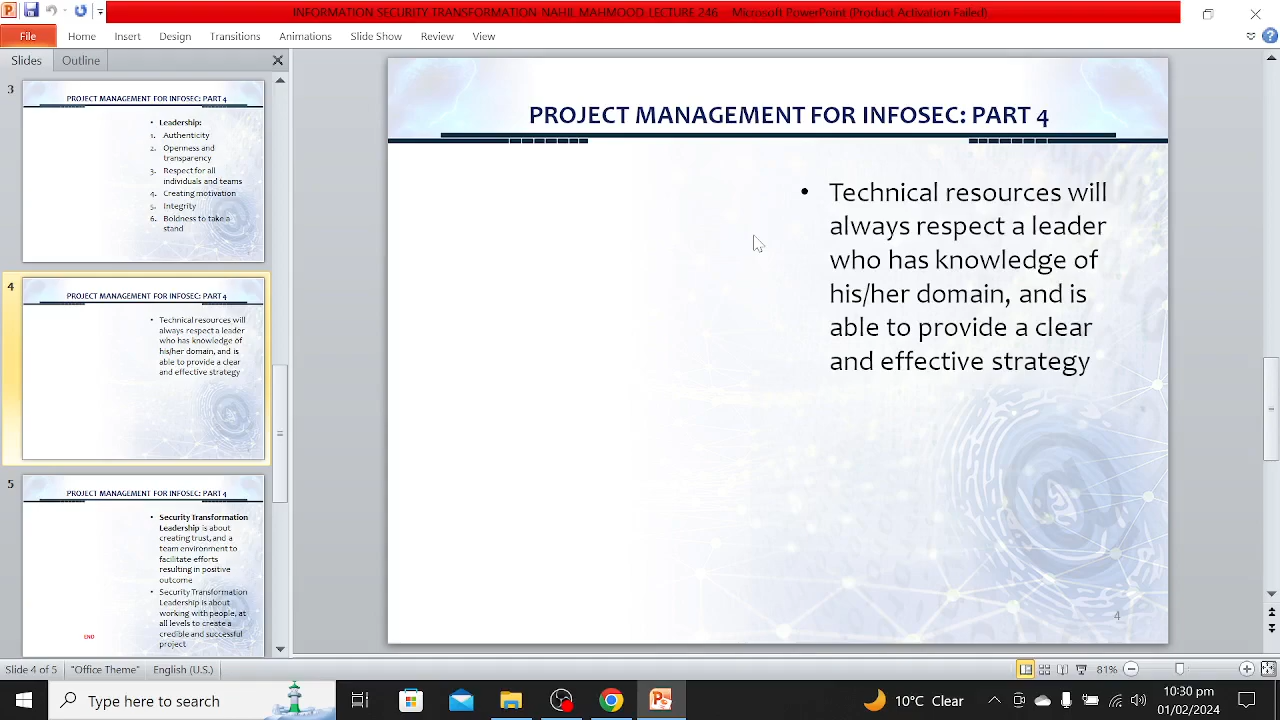 INFORMATION SECURITY TRANSFORMATION-NAHIL MAHMOOD-LECTURE 246 - Microsoft PowerPoint (Product Activation Failed)
File Home Insert Design Transitions Animations Slide Show Review View
Slides Outline
3
PROJECT MANAGEMENT FOR INFOSEC: PART 4
• Leadership:
1. Authenticity
2. Openness and
transparency
3. Respect for all
individuals and teams
4. Creating motivation
5. Integrity
6. Boldness to take a
stand
4
PROJECT MANAGEMENT FOR INFOSEC: PART 4
• Technical resources will
always respect a leader
who has knowledge of
his/her domain, and is
able to provide a clear
and effective strategy
5
PROJECT MANAGEMENT FOR INFOSEC: PART 4
• Security Transformation
Leadership is about
creating trust, and a
team environment to
facilitate efforts
resulting in positive
outcome
• Security Transformation
Leadership is about
working with people, at
all levels to create a
credible and successful
project
END
PROJECT MANAGEMENT FOR INFOSEC: PART 4
• Technical resources will
always respect a leader
who has knowledge of
his/her domain, and is
able to provide a clear
and effective strategy
4
Slide 4 of 5 "Office Theme" English (U.S.) 81%
Type here to search 10°C Clear 10:30 pm
01/02/2024